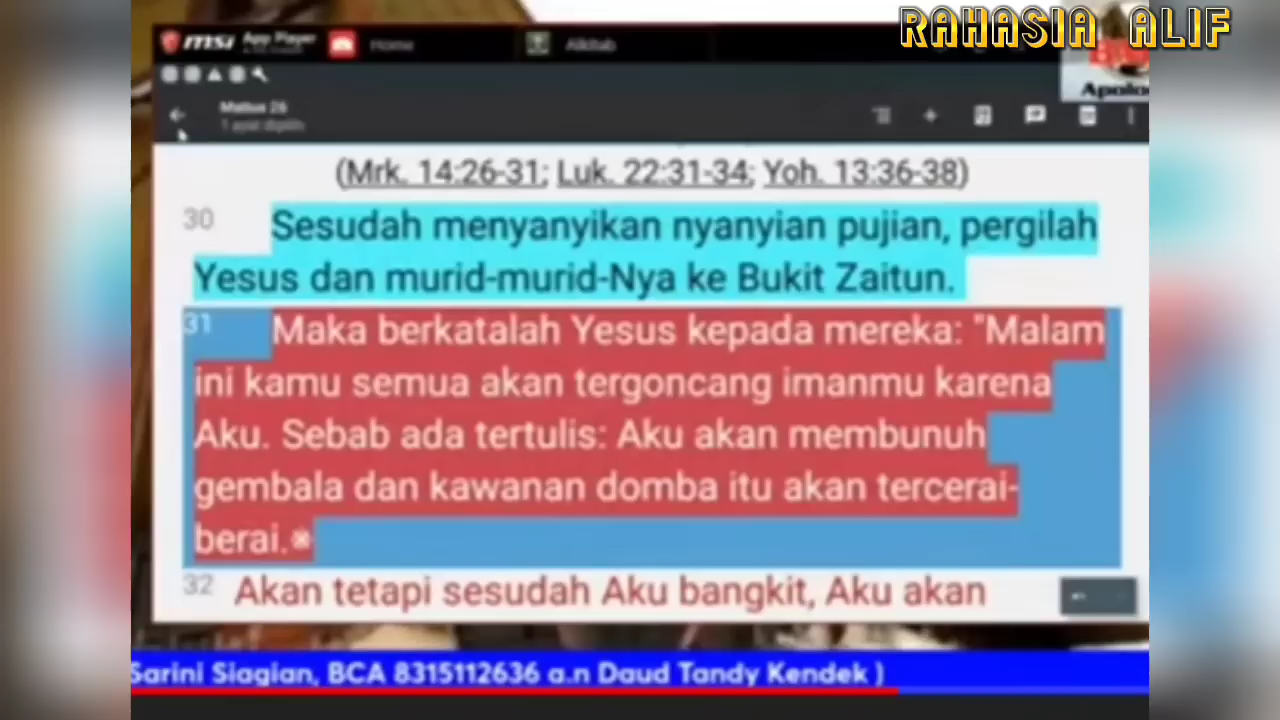 RAHASIA ALIF
msi App Player
Home
Alkitab
Apolo
Matius 26
1 ayat dipilih
(Mrk. 14:26-31; Luk. 22:31-34; Yoh. 13:36-38)
30 Sesudah menyanyikan nyanyian pujian, pergilah
Yesus dan murid-murid-Nya ke Bukit Zaitun.
31 Maka berkatalah Yesus kepada mereka: "Malam
ini kamu semua akan tergoncang imanmu karena
Aku. Sebab ada tertulis: Aku akan membunuh
gembala dan kawanan domba itu akan tercerai-
berai.※
32 Akan tetapi sesudah Aku bangkit, Aku akan
Sarini Siagian, BCA 8315112636 a.n Daud Tandy Kendek )